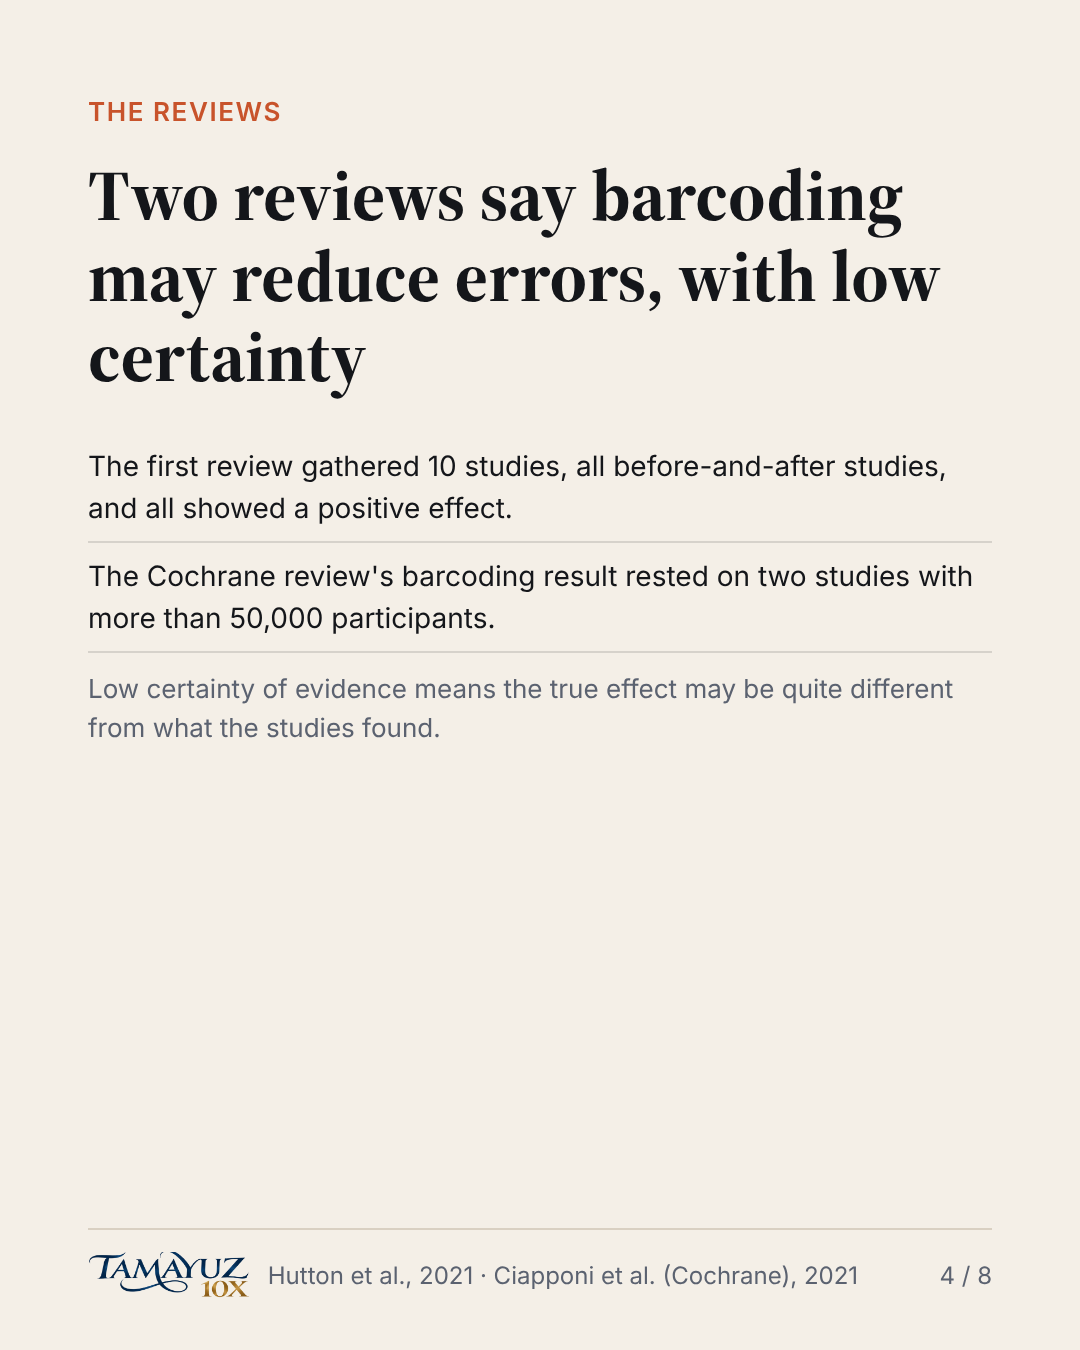 THE REVIEWS
Two reviews say barcoding
may reduce errors, with low
certainty
The first review gathered 10 studies, all before-and-after studies,
and all showed a positive effect.
The Cochrane review's barcoding result rested on two studies with
more than 50,000 participants.
Low certainty of evidence means the true effect may be quite different
from what the studies found.
TAMAYUZ
10X
Hutton et al., 2021 · Ciapponi et al. (Cochrane), 2021
4 / 8